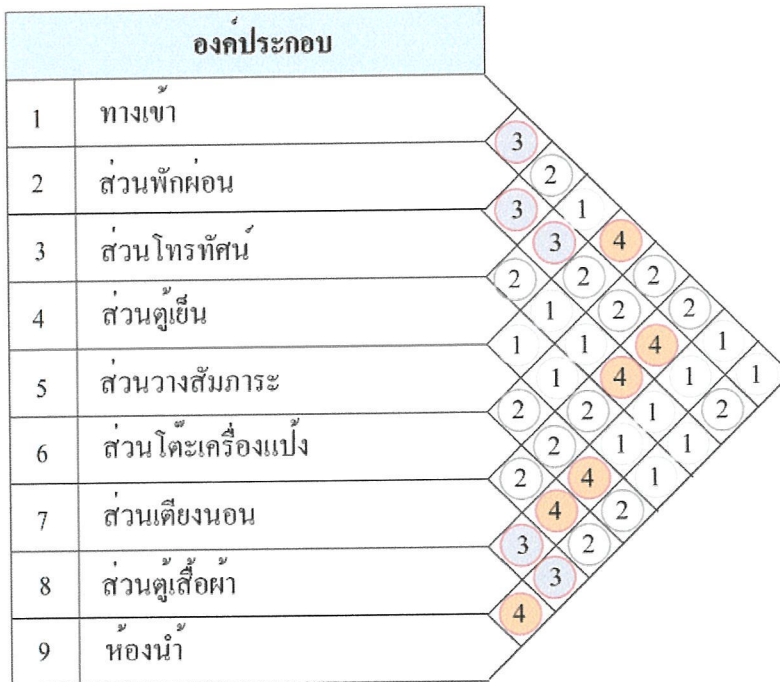 องค์ประกอบ
1 ทางเข้า
2 ส่วนพักผ่อน
3 ส่วนโทรทัศน์
4 ส่วนตู้เย็น
5 ส่วนวางสัมภาระ
6 ส่วนโต๊ะเครื่องแป้ง
7 ส่วนเตียงนอน
8 ส่วนตู้เสื้อผ้า
9 ห้องน้ำ
3
2
3 1
3 4
2 2 2
1 2 2
1 1 4 1
1 4 1 1
2 2 1 2
2 1 1
2 4 1
4 2
3 2
3
4